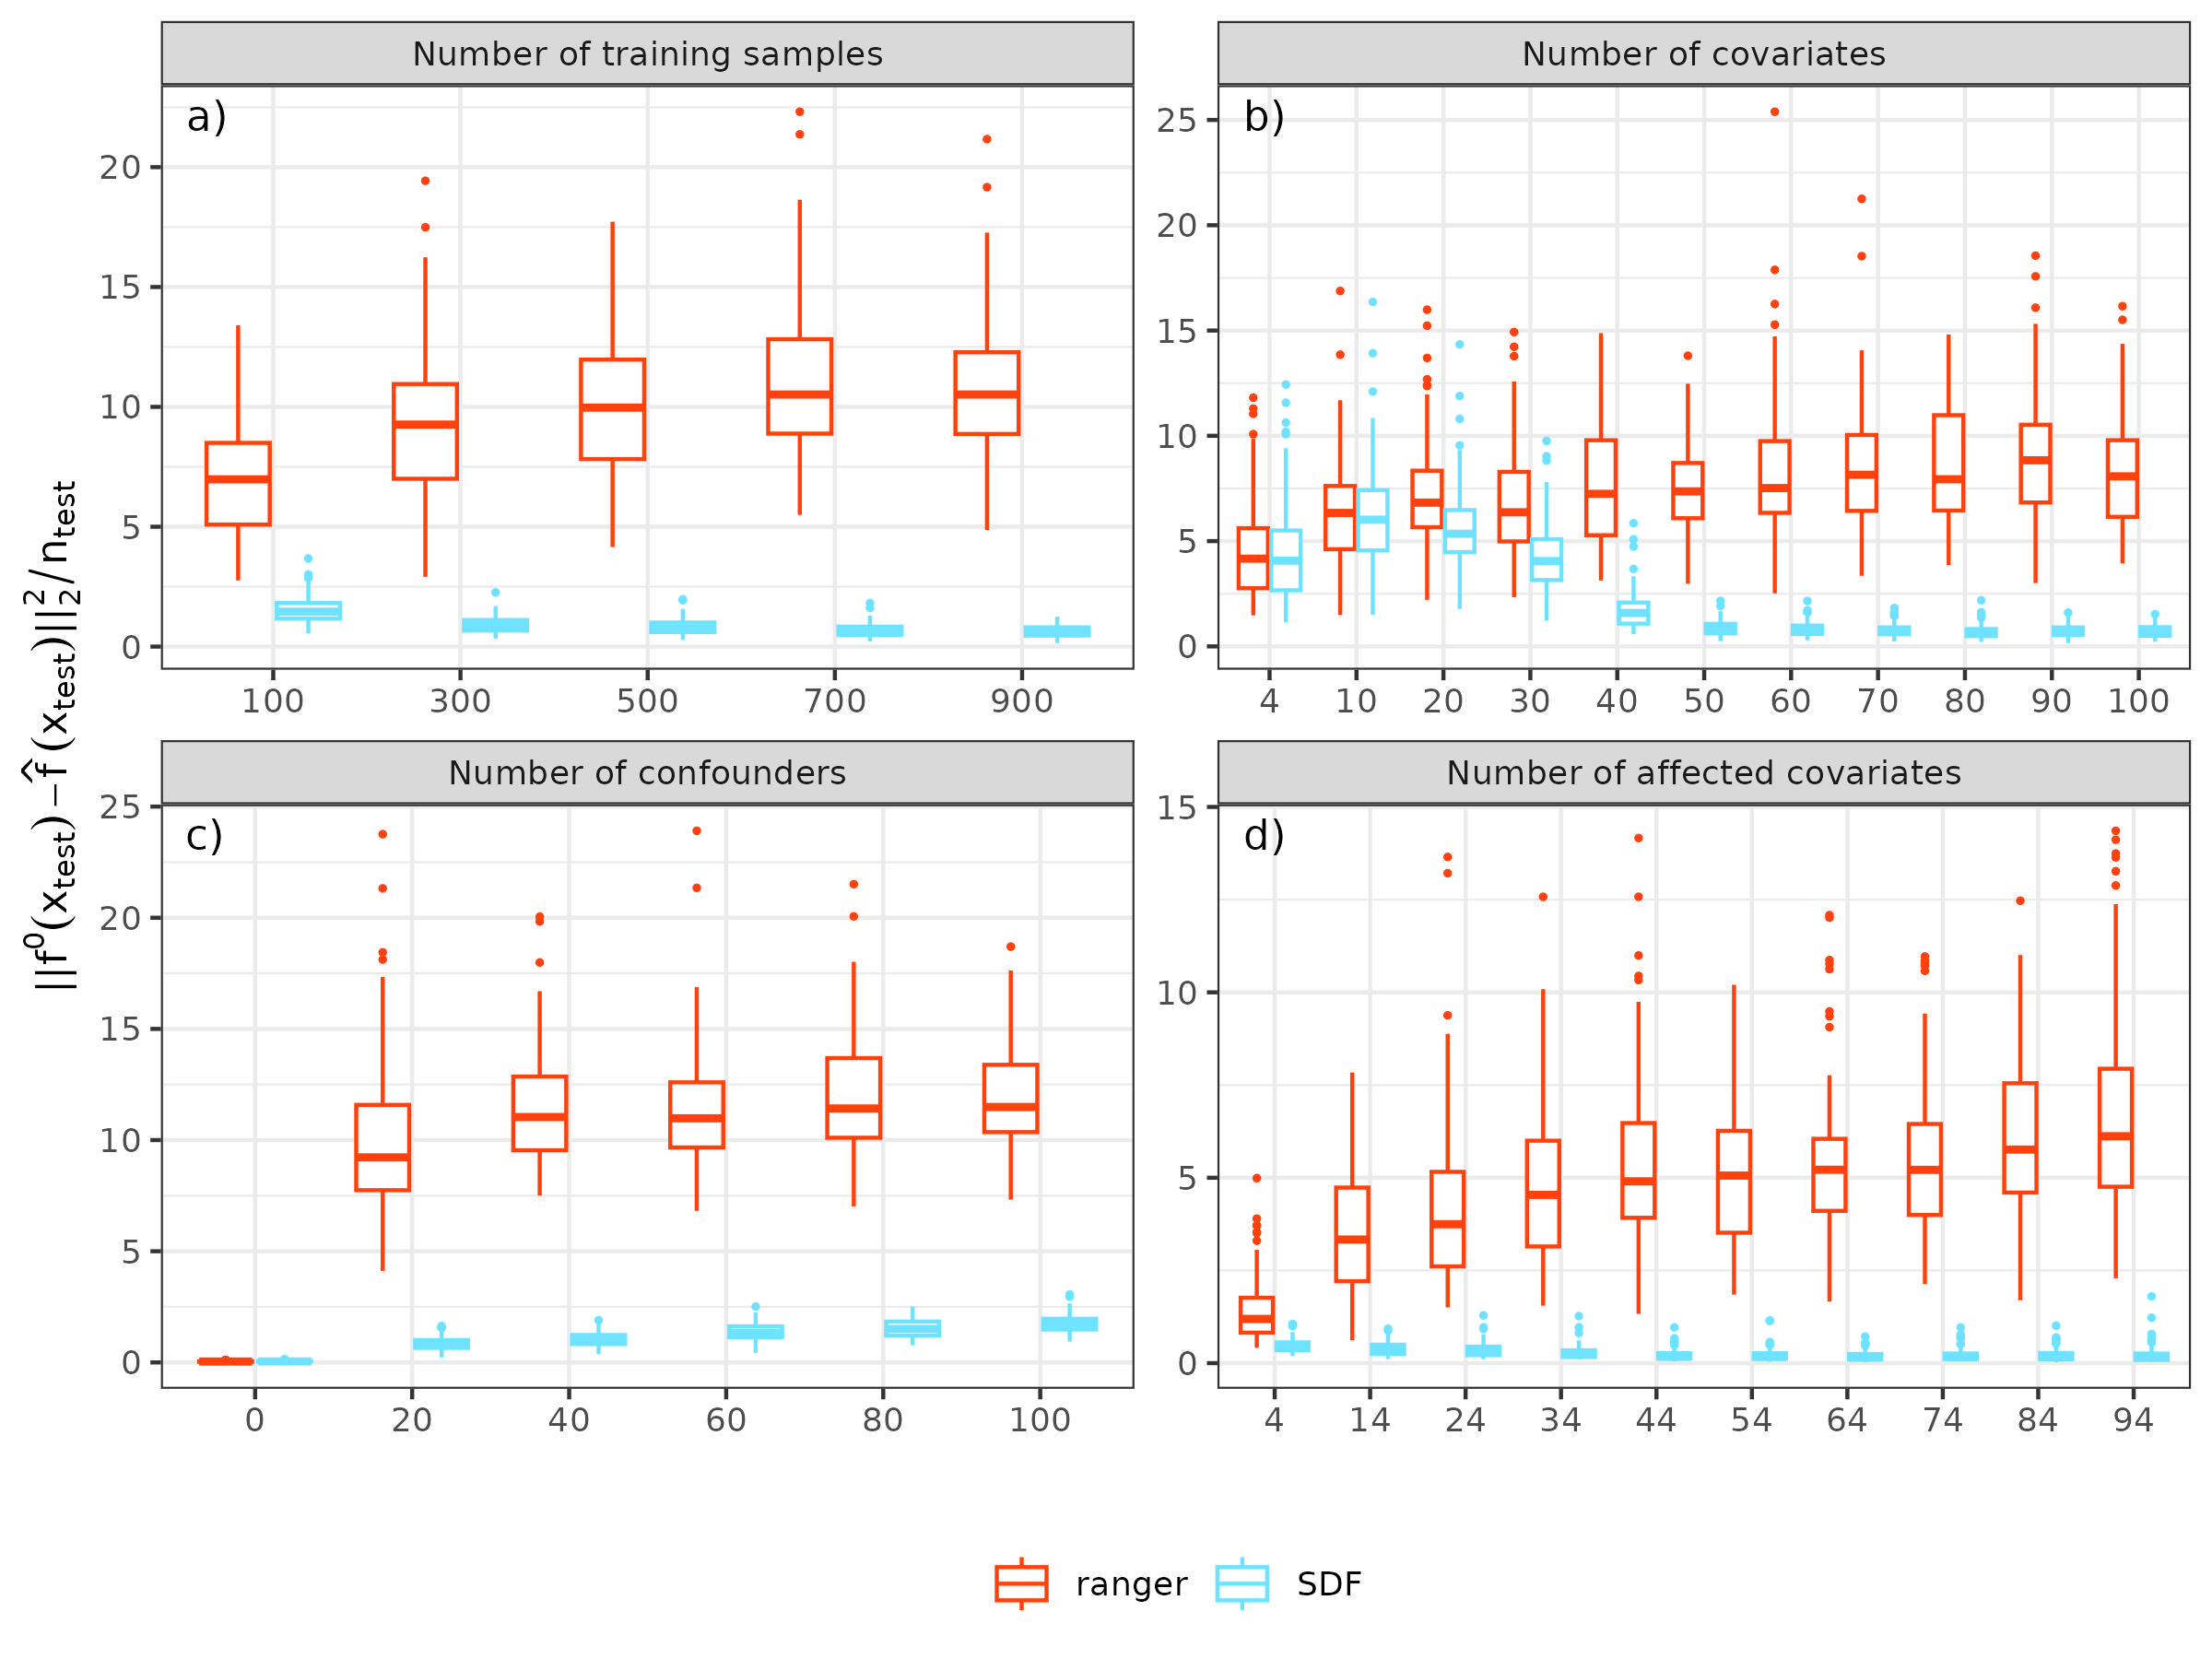 ||f⁰(x_test) − f̂(x_test)||₂²/n_test
Number of training samples
a)
20
15
10
5
0
100 300 500 700 900
Number of covariates
b)
25
20
15
10
5
0
4 10 20 30 40 50 60 70 80 90 100
Number of confounders
c)
25
20
15
10
5
0
0 20 40 60 80 100
Number of affected covariates
d)
15
10
5
0
4 14 24 34 44 54 64 74 84 94
ranger SDF